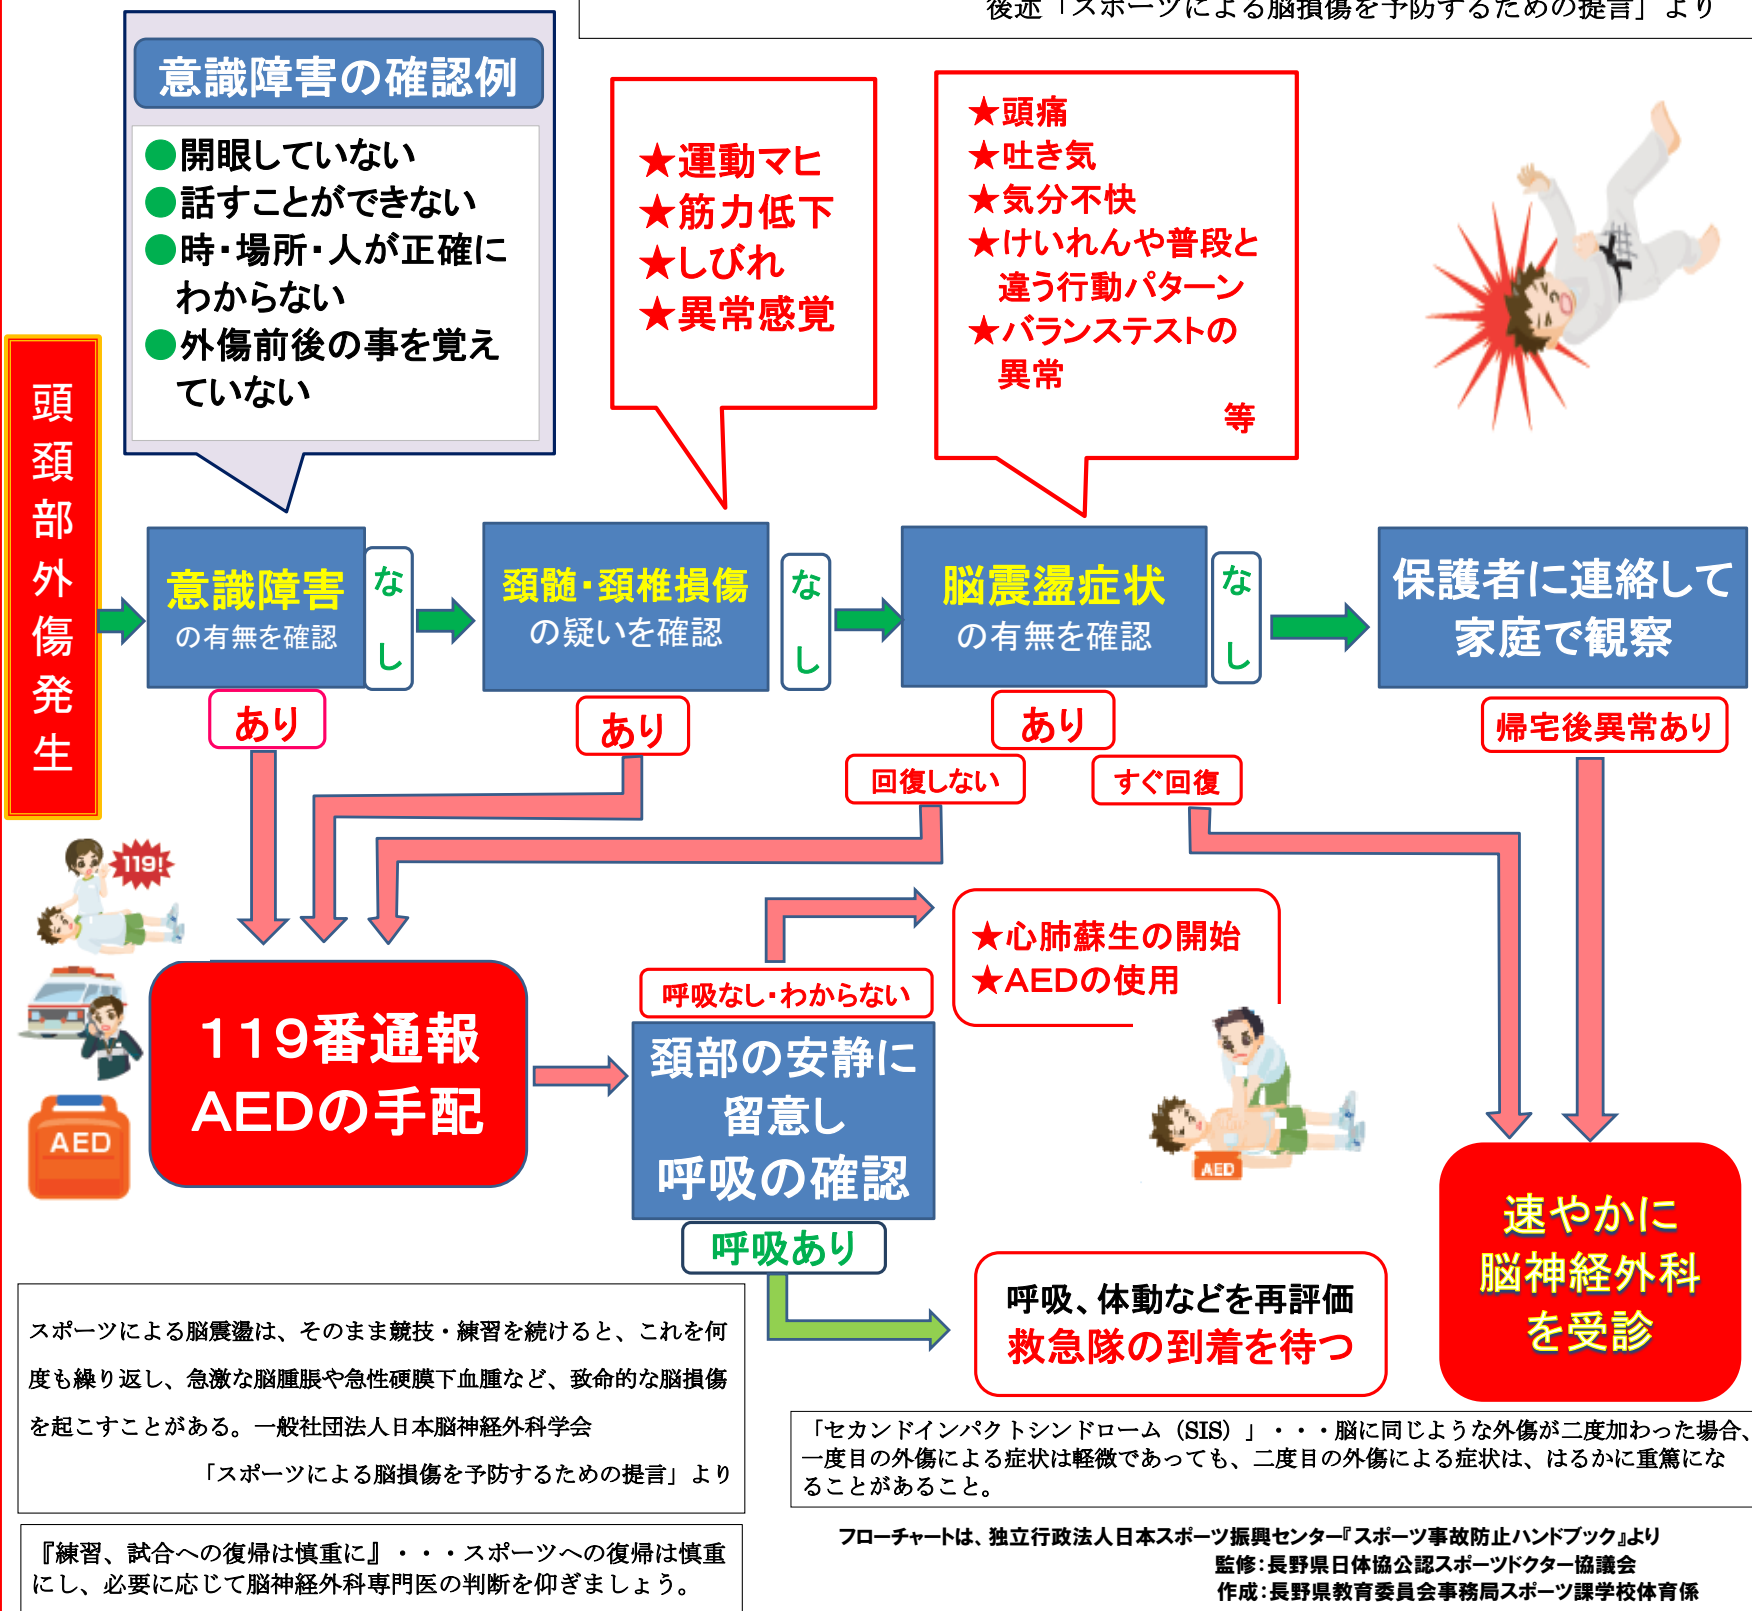 後述「スポーツによる脳損傷を予防するための提言」より
意識障害の確認例
●開眼していない
●話すことができない
●時・場所・人が正確に
わからない
●外傷前後の事を覚え
ていない
★運動マヒ
★筋力低下
★しびれ
★異常感覚
★頭痛
★吐き気
★気分不快
★けいれんや普段と
違う行動パターン
★バランステストの
異常
等
頭頚部外傷発生
意識障害
の有無を確認
なし
頚髄・頚椎損傷
の疑いを確認
なし
脳震盪症状
の有無を確認
なし
保護者に連絡して
家庭で観察
あり
あり
あり
帰宅後異常あり
回復しない
すぐ回復
119!
119番通報
AEDの手配
AED
呼吸なし・わからない
頚部の安静に
留意し
呼吸の確認
呼吸あり
★心肺蘇生の開始
★AEDの使用
AED
呼吸、体動などを再評価
救急隊の到着を待つ
速やかに
脳神経外科
を受診
スポーツによる脳震盪は、そのまま競技・練習を続けると、これを何
度も繰り返し、急激な脳腫脹や急性硬膜下血腫など、致命的な脳損傷
を起こすことがある。一般社団法人日本脳神経外科学会
「スポーツによる脳損傷を予防するための提言」より
「セカンドインパクトシンドローム（SIS）」・・・脳に同じような外傷が二度加わった場合、
一度目の外傷による症状は軽微であっても、二度目の外傷による症状は、はるかに重篤にな
ることがあること。
『練習、試合への復帰は慎重に』・・・スポーツへの復帰は慎重
にし、必要に応じて脳神経外科専門医の判断を仰ぎましょう。
フローチャートは、独立行政法人日本スポーツ振興センター『スポーツ事故防止ハンドブック』より
監修：長野県日体協公認スポーツドクター協議会
作成：長野県教育委員会事務局スポーツ課学校体育係